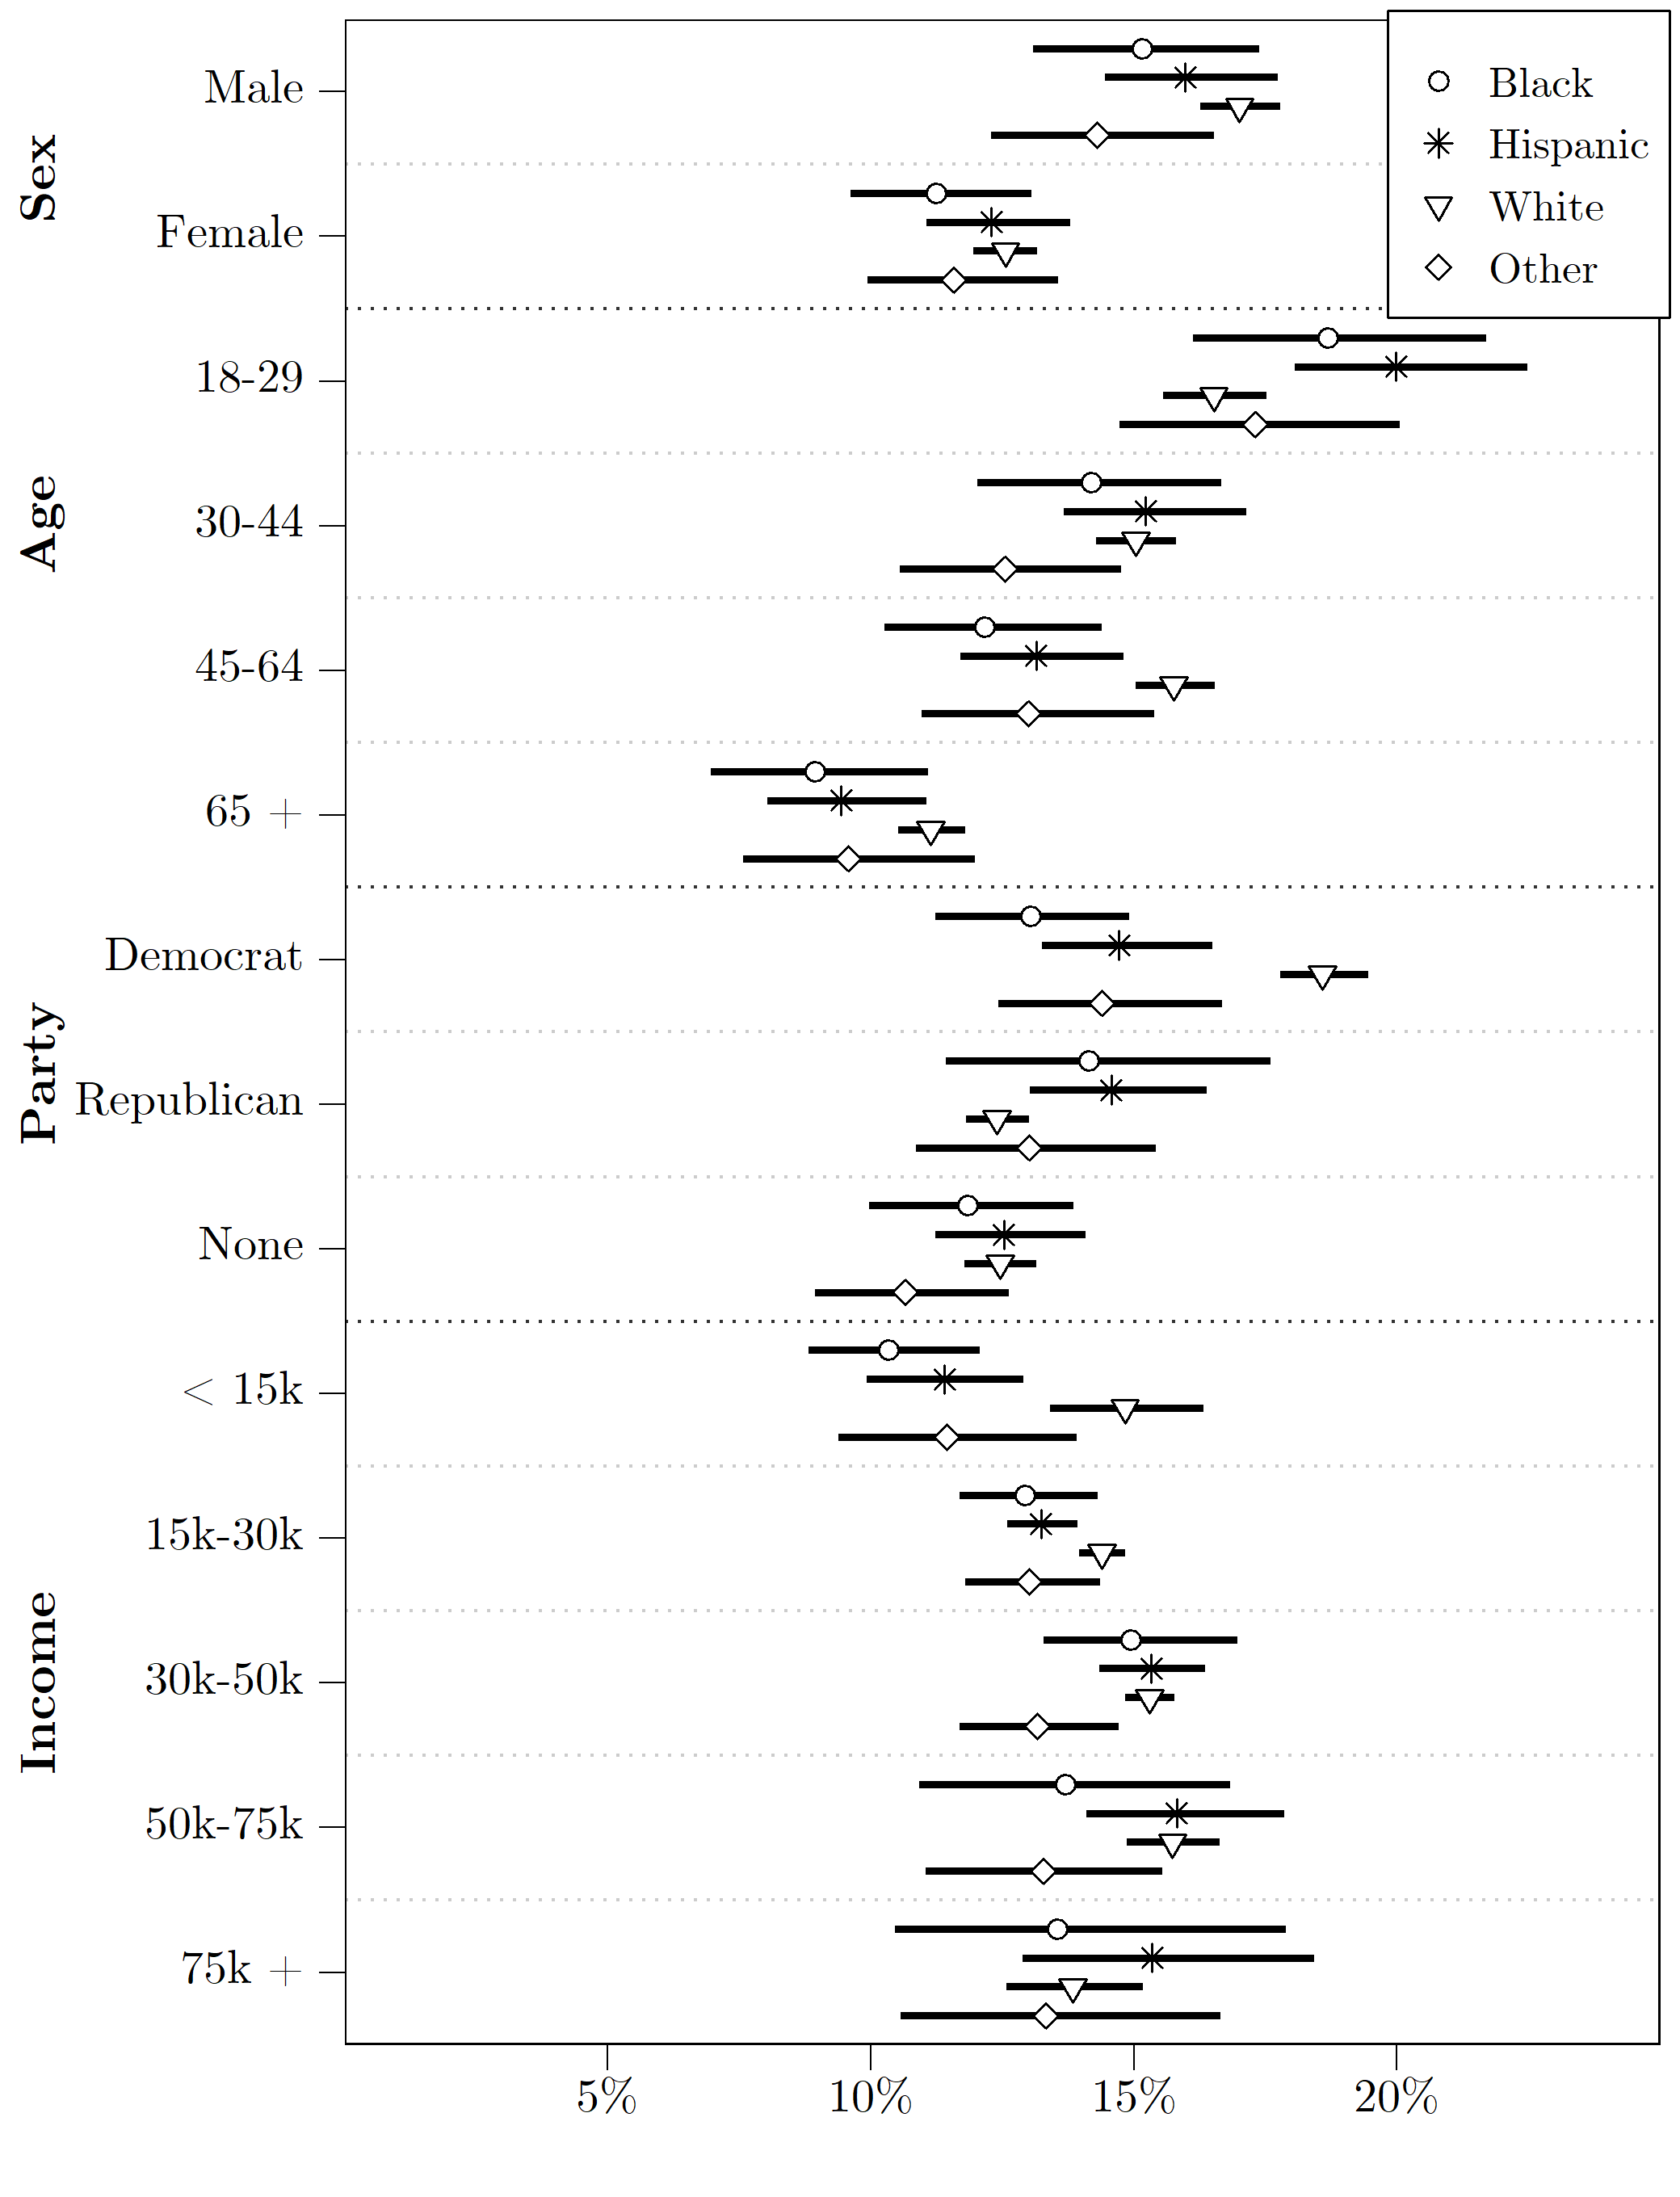 Sex
Male
Female
Age
18-29
30-44
45-64
65 +
Party
Democrat
Republican
None
Income
< 15k
15k-30k
30k-50k
50k-75k
75k +
5% 10% 15% 20%
Black
Hispanic
White
Other